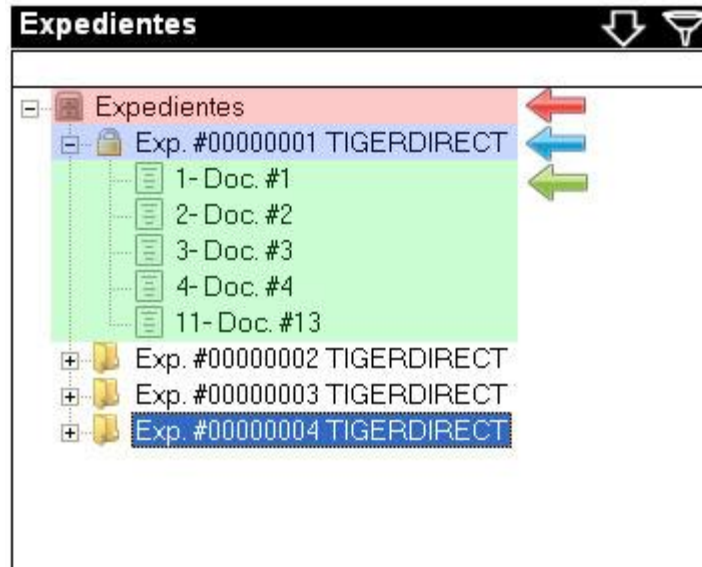 Expedientes
Expedientes
Exp. #00000001 TIGERDIRECT
1- Doc. #1
2- Doc. #2
3- Doc. #3
4- Doc. #4
11- Doc. #13
Exp. #00000002 TIGERDIRECT
Exp. #00000003 TIGERDIRECT
Exp. #00000004 TIGERDIRECT